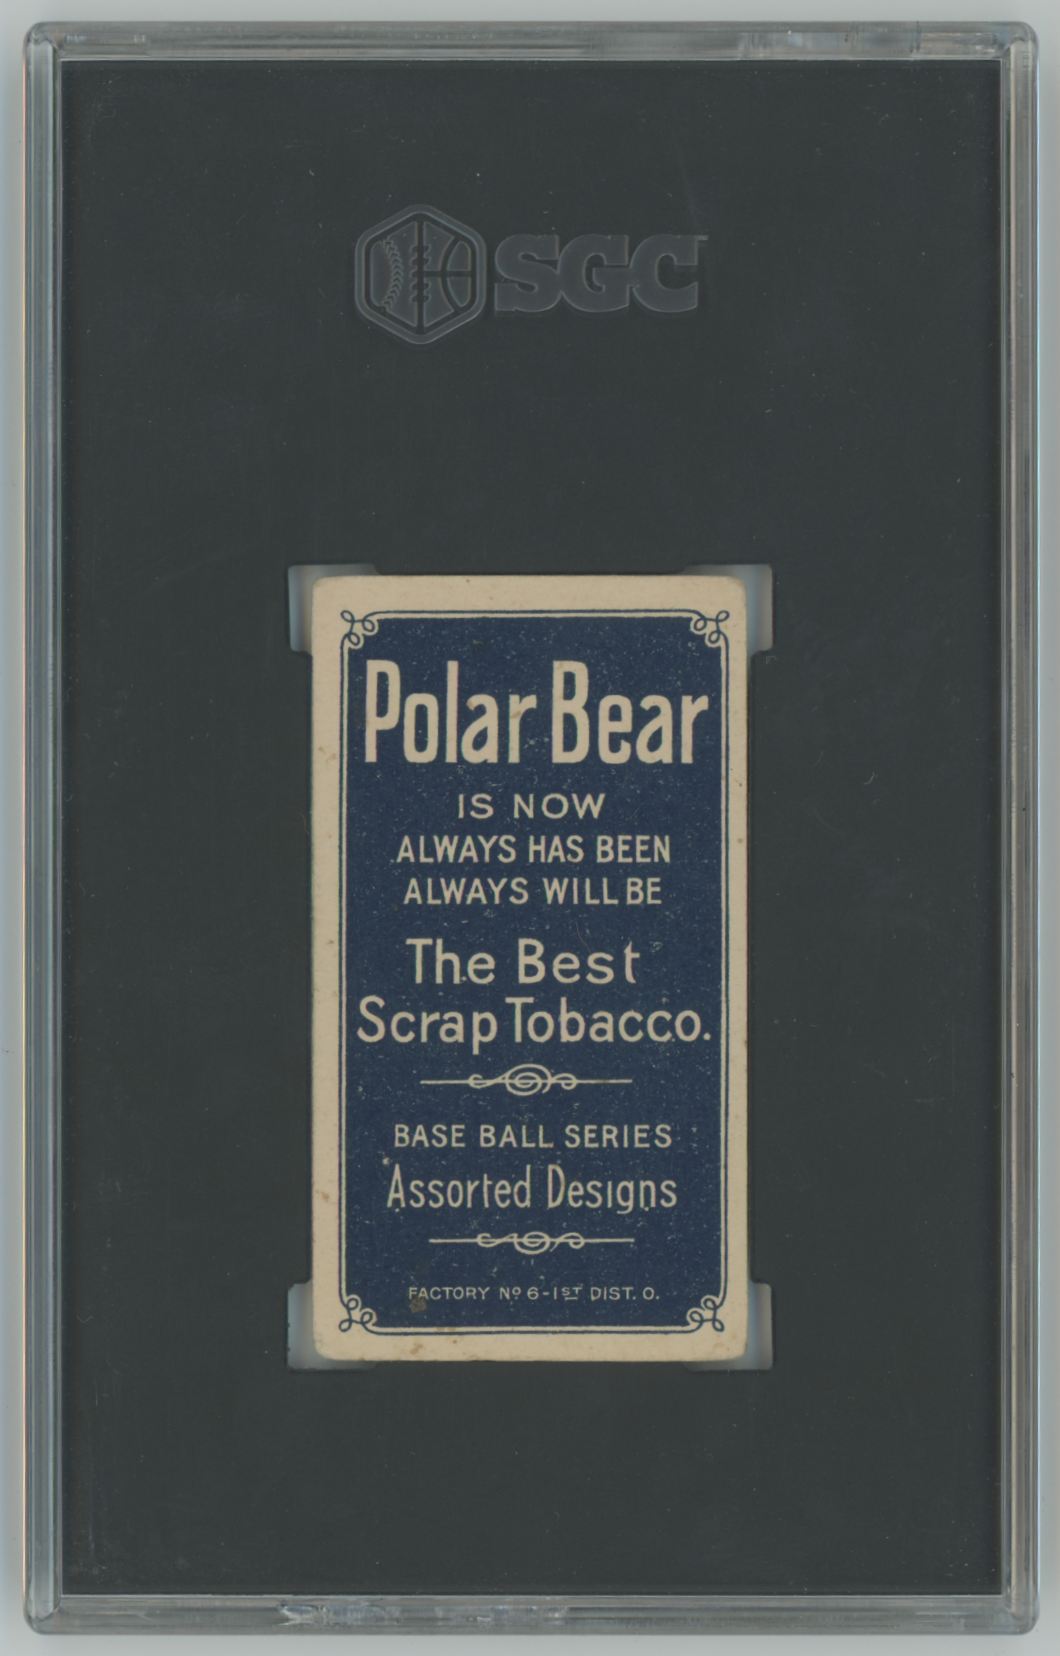 SGC
Polar Bear
IS NOW
ALWAYS HAS BEEN
ALWAYS WILL BE
The Best
Scrap Tobacco.
BASE BALL SERIES
Assorted Designs
FACTORY Nº 6-1ST DIST. O.